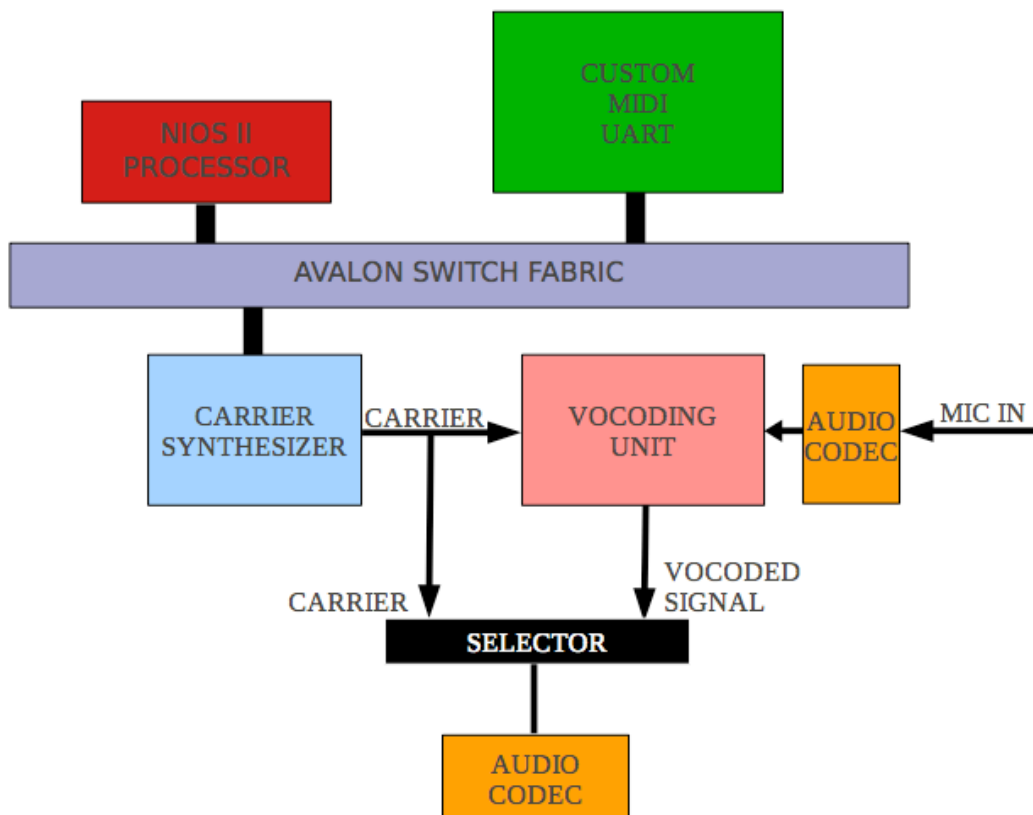 CUSTOM
MIDI
UART
NIOS II
PROCESSOR
AVALON SWITCH FABRIC
CARRIER
SYNTHESIZER
CARRIER
VOCODING
UNIT
AUDIO
CODEC
MIC IN
CARRIER
VOCODED
SIGNAL
SELECTOR
AUDIO
CODEC